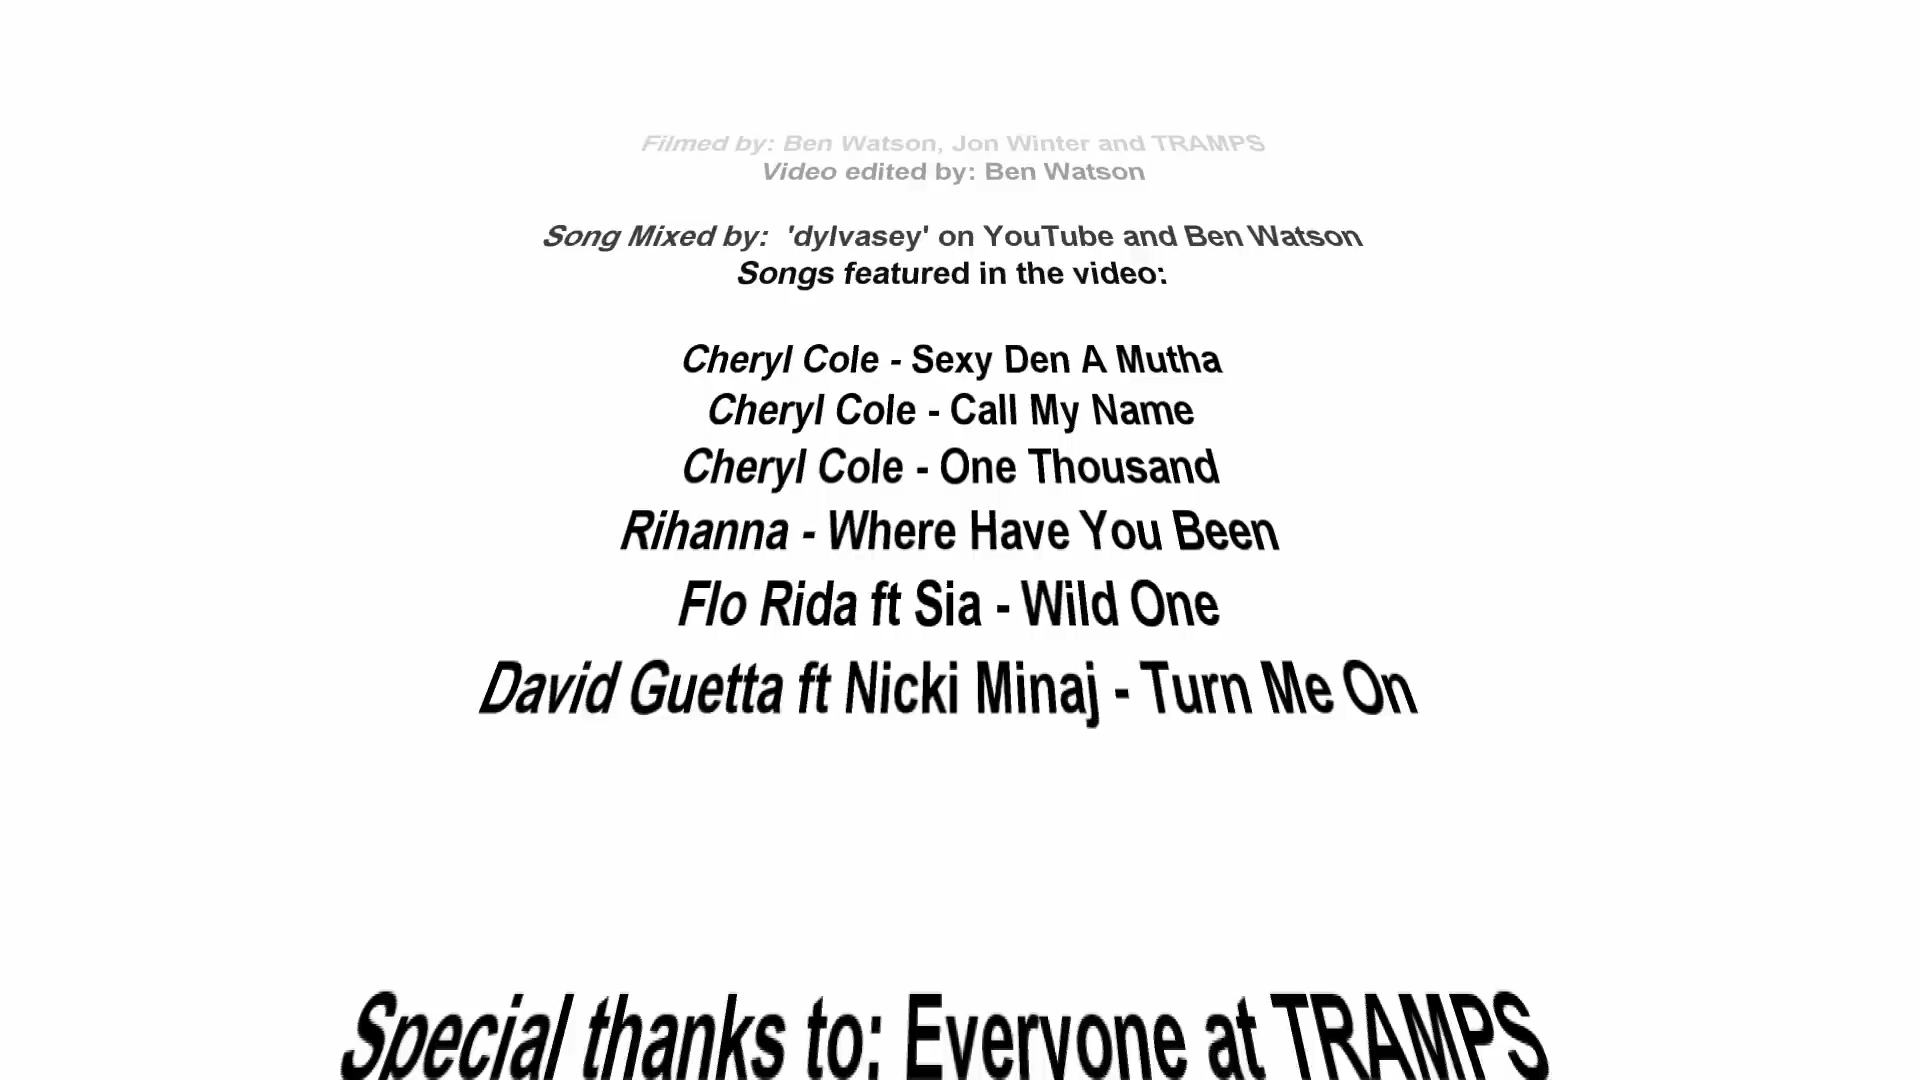 Filmed by: Ben Watson, Jon Winter and TRAMPS
Video edited by: Ben Watson
Song Mixed by: 'dylvasey' on YouTube and Ben Watson
Songs featured in the video:
Cheryl Cole - Sexy Den A Mutha
Cheryl Cole - Call My Name
Cheryl Cole - One Thousand
Rihanna - Where Have You Been
Flo Rida ft Sia - Wild One
David Guetta ft Nicki Minaj - Turn Me On
Special thanks to: Everyone at TRAMPS